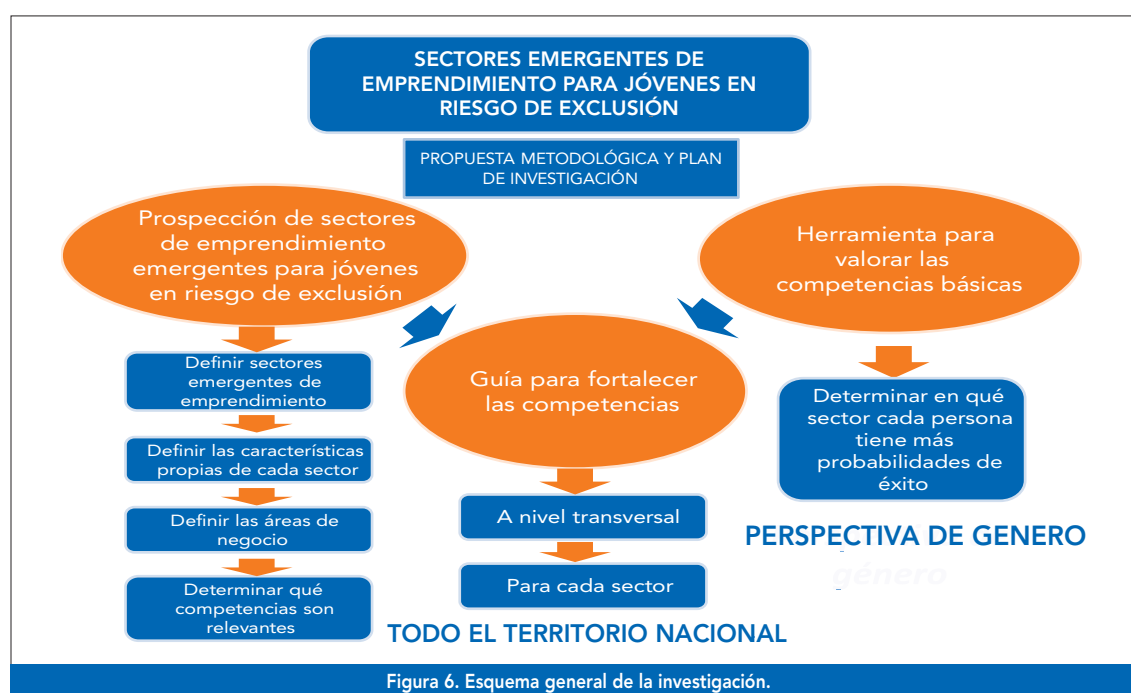 SECTORES EMERGENTES DE
EMPRENDIMIENTO PARA JÓVENES EN
RIESGO DE EXCLUSIÓN
PROPUESTA METODOLÓGICA Y PLAN
DE INVESTIGACIÓN
Prospección de sectores
de emprendimiento
emergentes para jóvenes
en riesgo de exclusión
Definir sectores
emergentes de
emprendimiento
Definir las características
propias de cada sector
Definir las áreas de
negocio
Determinar qué
competencias son
relevantes
Guía para fortalecer
las competencias
A nivel transversal
Para cada sector
Herramienta para
valorar las
competencias básicas
Determinar en qué
sector cada persona
tiene más
probabilidades de
éxito
PERSPECTIVA DE GENERO
género
TODO EL TERRITORIO NACIONAL
Figura 6. Esquema general de la investigación.